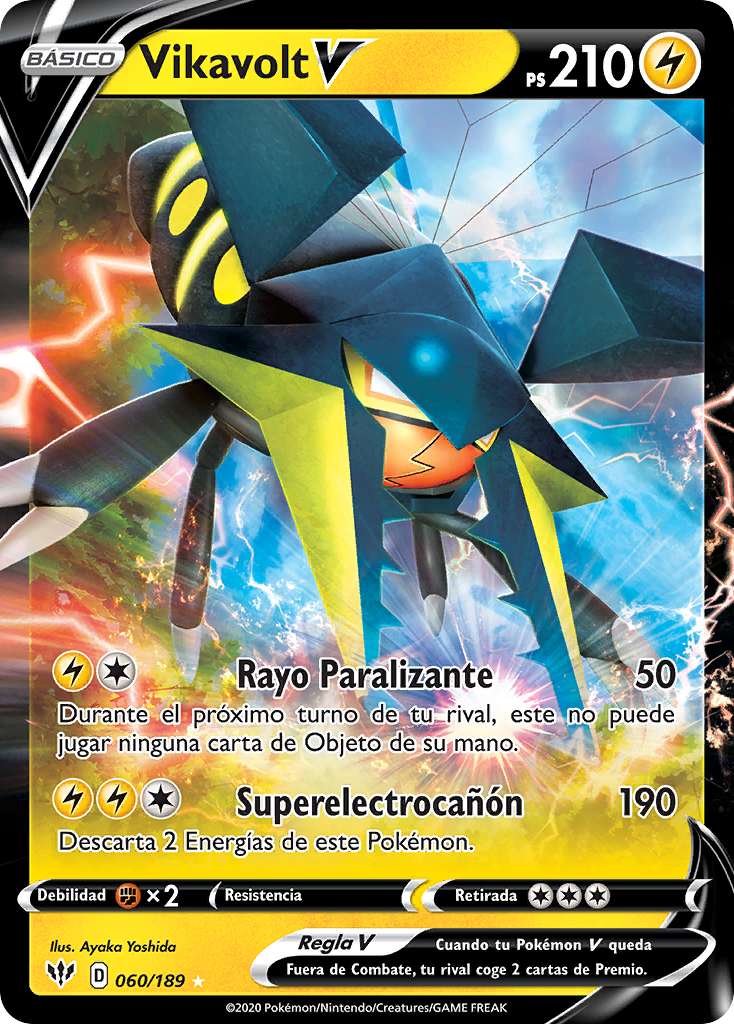 BÁSICO
Vikavolt V
PS 210
Rayo Paralizante 50
Durante el próximo turno de tu rival, este no puede
jugar ninguna carta de Objeto de su mano.
Superelectrocañón 190
Descarta 2 Energías de este Pokémon.
Debilidad ×2 Resistencia Retirada
Ilus. Ayaka Yoshida
Regla V
Cuando tu Pokémon V queda
Fuera de Combate, tu rival coge 2 cartas de Premio.
D 060/189
©2020 Pokémon/Nintendo/Creatures/GAME FREAK